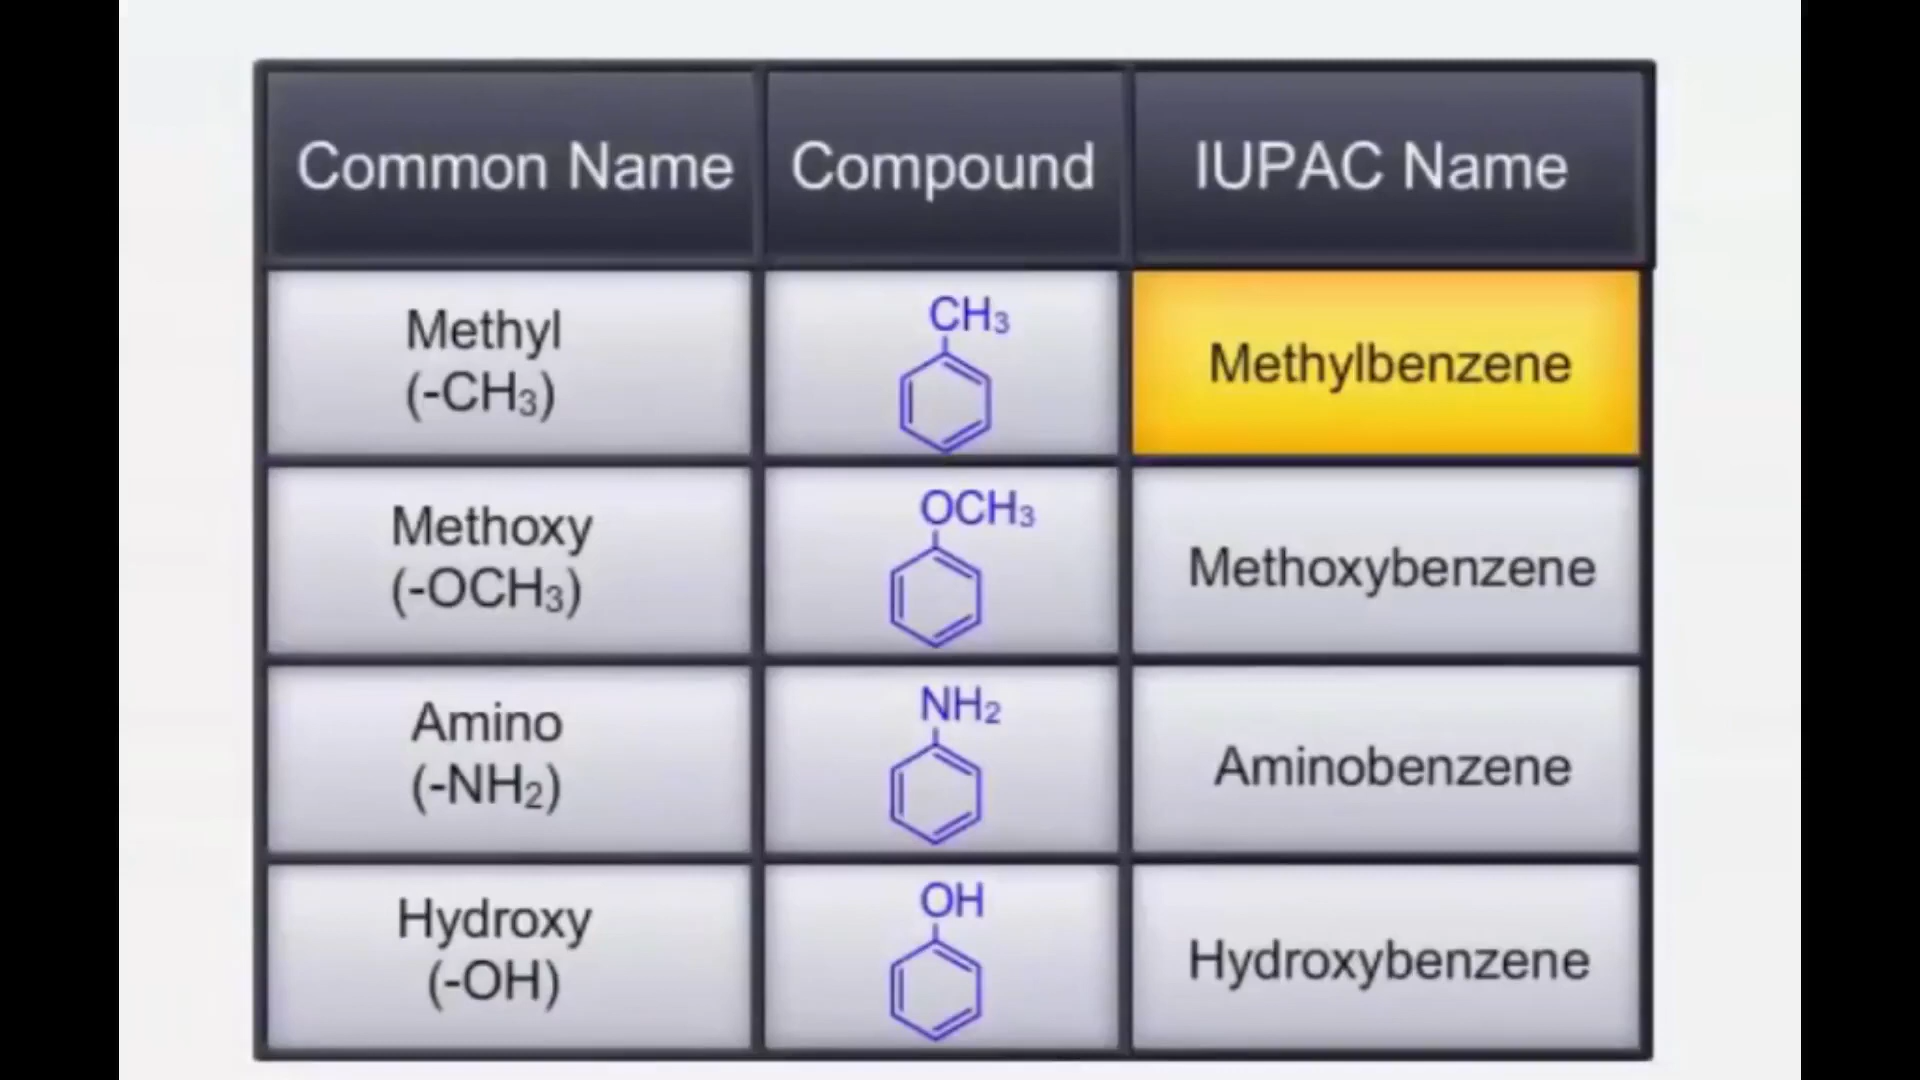 Common Name Compound IUPAC Name
Methyl
(-CH₃)
CH₃
Methylbenzene
Methoxy
(-OCH₃)
OCH₃
Methoxybenzene
Amino
(-NH₂)
NH₂
Aminobenzene
Hydroxy
(-OH)
OH
Hydroxybenzene